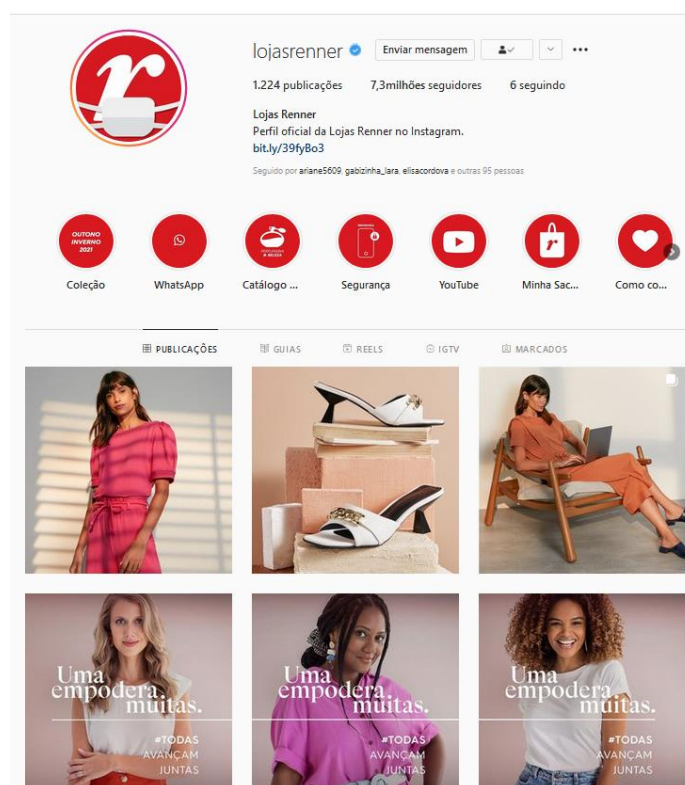 lojasrenner
Enviar mensagem
1.224 publicações 7,3milhões seguidores 6 seguindo
Lojas Renner
Perfil oficial da Lojas Renner no Instagram.
bit.ly/39fyBo3
Seguido por ariane5609, gabizinha_lara, elisacordova e outras 95 pessoas
r
OUTONO
INVERNO
2021
& BELEZA
r
Coleção WhatsApp Catálogo ... Segurança YouTube Minha Sac... Como co...
PUBLICAÇÕES GUIAS REELS IGTV MARCADOS
Uma
empodera
muitas.
#TODAS
AVANÇAM
JUNTAS
Uma
empodera
muitas.
#TODAS
AVANÇAM
JUNTAS
Uma
empodera
muitas.
#TODAS
AVANÇAM
JUNTAS